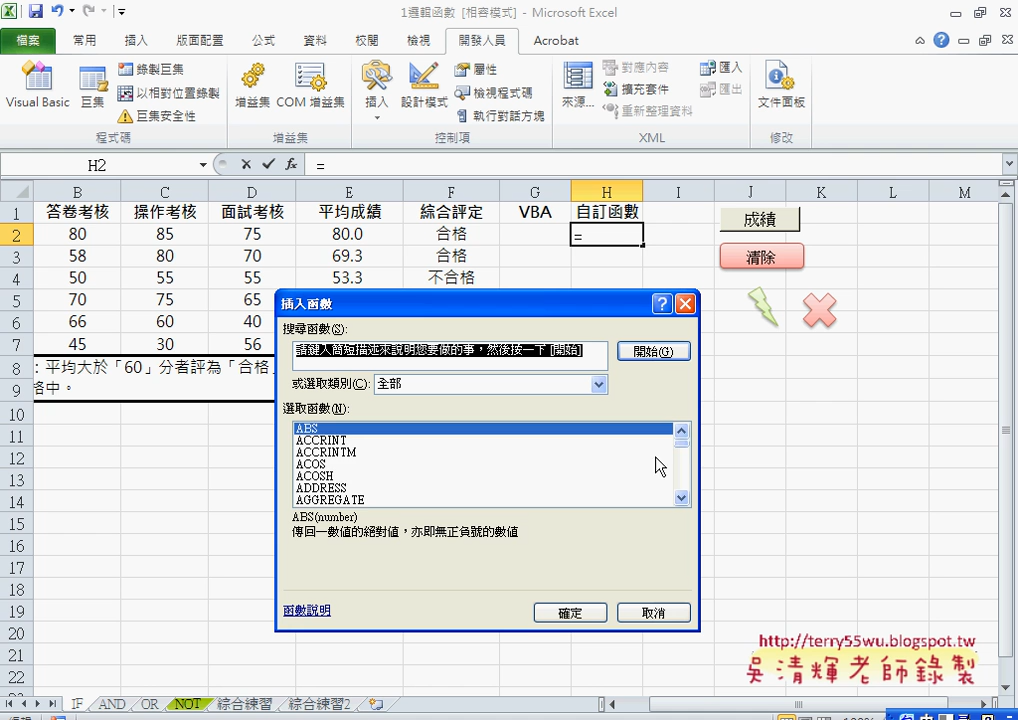 1邏輯函數 [相容模式] - Microsoft Excel
檔案 常用 插入 版面配置 公式 資料 校閱 檢視 開發人員 Acrobat
Visual Basic 巨集 錄製巨集 以相對位置錄製 巨集安全性 增益集 COM 增益集 插入 設計模式 屬性 檢視程式碼 執行對話方塊 來源... 對應內容 擴充套件 重新整理資料 匯入 匯出 文件面板
程式碼 增益集 控制項 XML 修改
H2 fx =
B C D E F G H I J K L M
1 答卷考核 操作考核 面試考核 平均成績 綜合評定 VBA 自訂函數 成績
2 80 85 75 80.0 合格 =
3 58 80 70 69.3 合格 清除
4 50 55 55 53.3 不合格
5 70 75 65
6 66 60 40
7 45 30 56
8 : 平均大於「60」分者評為「合格」
9 格中。
10
11
12
13
14
15
16
17
18
19
20
21
22
插入函數
搜尋函數(S):
請鍵入簡短描述來說明您要做的事，然後按一下 [開始]
開始(G)
或選取類別(C): 全部
選取函數(N):
ABS
ACCRINT
ACCRINTM
ACOS
ACOSH
ADDRESS
AGGREGATE
ABS(number)
傳回一數值的絕對值，亦即無正負號的數值
函數說明 確定 取消
http://terry55wu.blogspot.tw
吳清輝老師錄製
IF AND OR NOT 綜合練習 綜合練習2